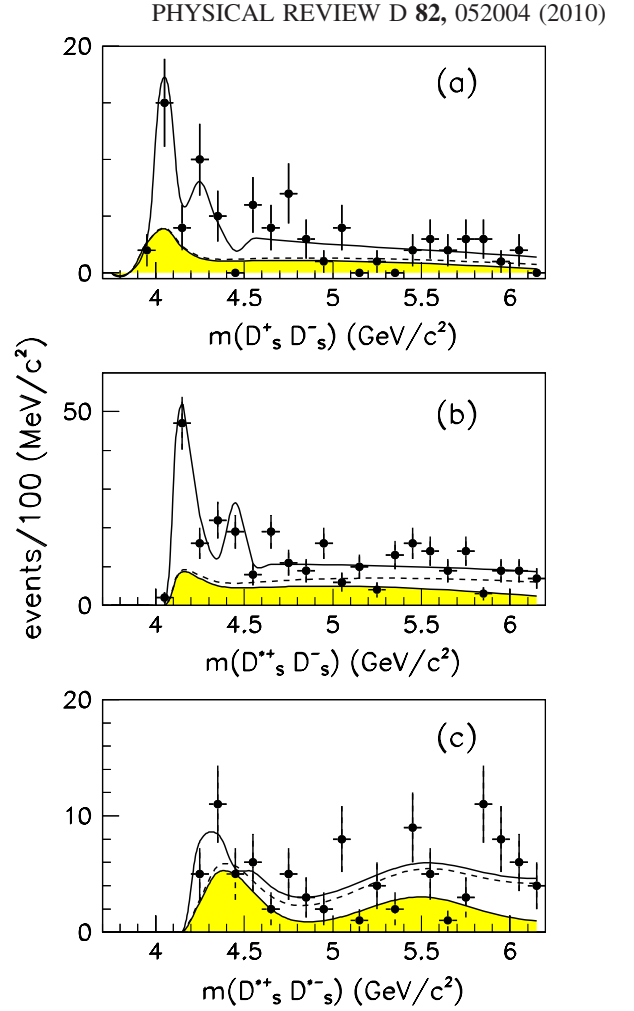 PHYSICAL REVIEW D 82, 052004 (2010)
20
(a)
10
0
4 4.5 5 5.5 6
m(D⁺ₛ D⁻ₛ) (GeV/c²)
events/100 (MeV/c²)
50
(b)
0
4 4.5 5 5.5 6
m(D*⁺ₛ D⁻ₛ) (GeV/c²)
20
(c)
10
0
4 4.5 5 5.5 6
m(D*⁺ₛ D*⁻ₛ) (GeV/c²)